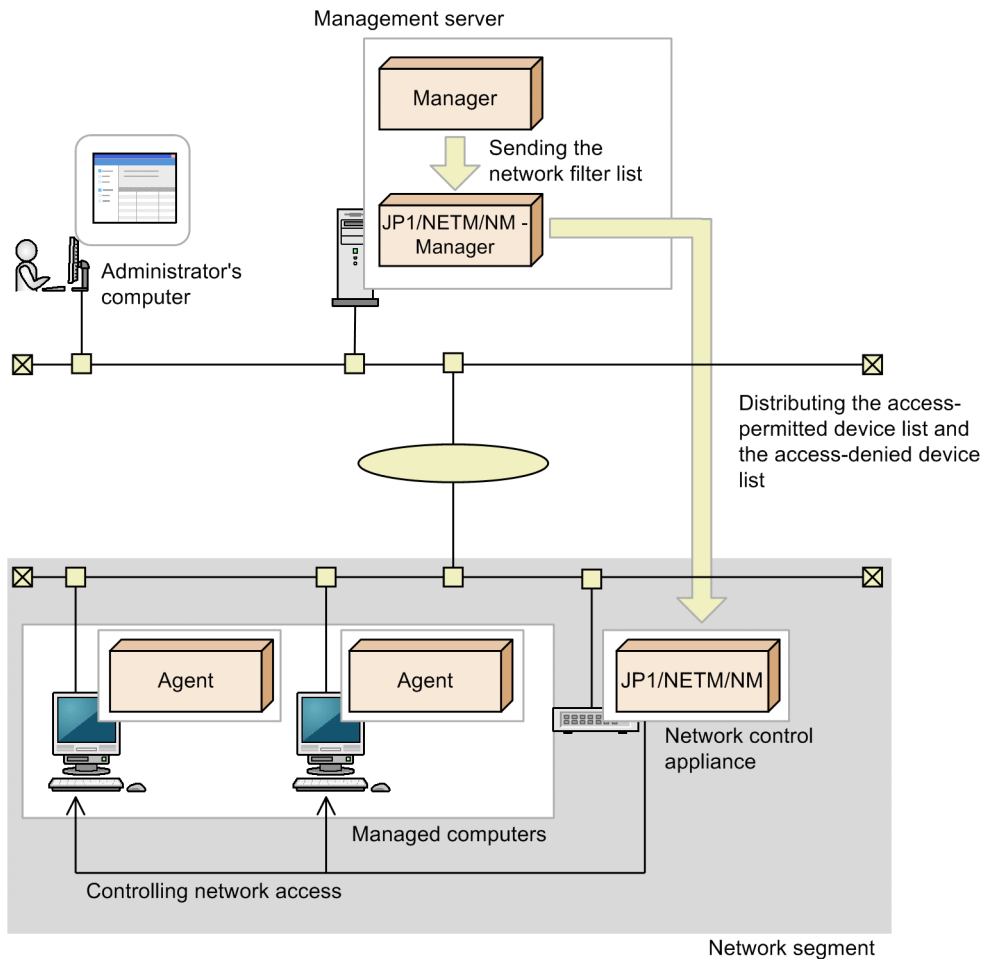 Management server
Manager
Sending the
network filter list
JP1/NETM/NM -
Manager
Administrator's
computer
Distributing the access-
permitted device list and
the access-denied device
list
Agent
Agent
JP1/NETM/NM
Network control
appliance
Managed computers
Controlling network access
Network segment